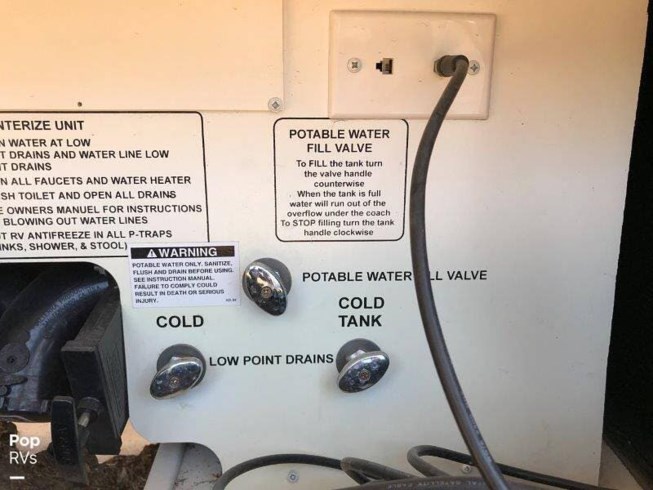 NTERIZE UNIT
N WATER AT LOW
T DRAINS AND WATER LINE LOW
T DRAINS
N ALL FAUCETS AND WATER HEATER
SH TOILET AND OPEN ALL DRAINS
E OWNERS MANUEL FOR INSTRUCTIONS
BLOWING OUT WATER LINES
T RV ANTIFREEZE IN ALL P-TRAPS
INKS, SHOWER, & STOOL)
POTABLE WATER
FILL VALVE
To FILL the tank turn
the valve handle
counterwise
When the tank is full
water will run out of the
overflow under the coach
To STOP filling turn the tank
handle clockwise
WARNING
POTABLE WATER ONLY. SANITIZE,
FLUSH AND DRAIN BEFORE USING.
SEE INSTRUCTION MANUAL.
FAILURE TO COMPLY COULD
RESULT IN DEATH OR SERIOUS
INJURY.
POTABLE WATER LL VALVE
COLD
COLD
TANK
LOW POINT DRAINS
Pop
RVs